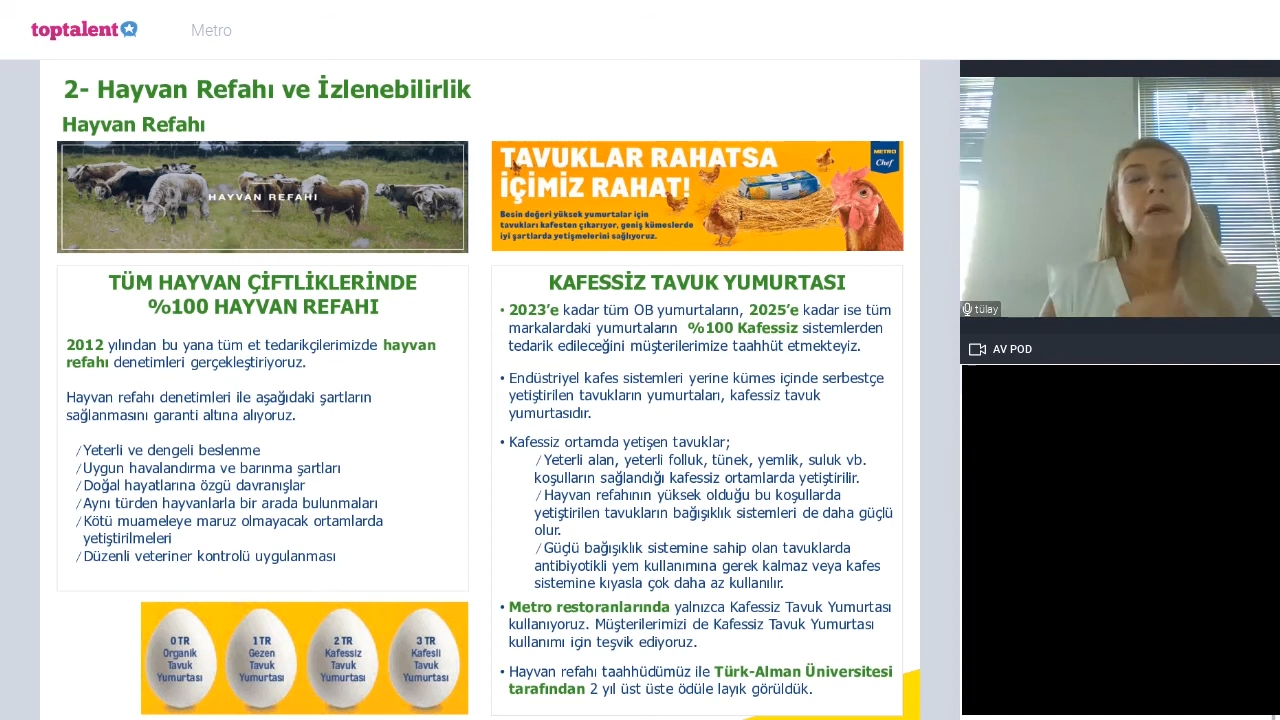 toptalent
Metro
2- Hayvan Refahı ve İzlenebilirlik
Hayvan Refahı
HAYVAN REFAHI
TAVUKLAR RAHATSA
İÇİMİZ RAHAT!
Besin değeri yüksek yumurtalar için
tavukları kafesten çıkarıyor, geniş kümeslerde
iyi şartlarda yetişmelerini sağlıyoruz.
METRO
Chef
TÜM HAYVAN ÇİFTLİKLERİNDE
%100 HAYVAN REFAHI
2012 yılından bu yana tüm et tedarikçilerimizde hayvan
refahı denetimleri gerçekleştiriyoruz.
Hayvan refahı denetimleri ile aşağıdaki şartların
sağlanmasını garanti altına alıyoruz.
/ Yeterli ve dengeli beslenme
/ Uygun havalandırma ve barınma şartları
/ Doğal hayatlarına özgü davranışlar
/ Aynı türden hayvanlarla bir arada bulunmaları
/ Kötü muameleye maruz olmayacak ortamlarda
yetiştirilmeleri
/ Düzenli veteriner kontrolü uygulanması
0 TR
Organik
Tavuk
Yumurtası
1 TR
Gezen
Tavuk
Yumurtası
2 TR
Kafessiz
Tavuk
Yumurtası
3 TR
Kafesli
Tavuk
Yumurtası
KAFESSİZ TAVUK YUMURTASI
• 2023'e kadar tüm OB yumurtaların, 2025'e kadar ise tüm
markalardaki yumurtaların %100 Kafessiz sistemlerden
tedarik edileceğini müşterilerimize taahhüt etmekteyiz.
• Endüstriyel kafes sistemleri yerine kümes içinde serbestçe
yetiştirilen tavukların yumurtaları, kafessiz tavuk
yumurtasıdır.
• Kafessiz ortamda yetişen tavuklar;
/ Yeterli alan, yeterli folluk, tünek, yemlik, suluk vb.
koşulların sağlandığı kafessiz ortamlarda yetiştirilir.
/ Hayvan refahının yüksek olduğu bu koşullarda
yetiştirilen tavukların bağışıklık sistemleri de daha güçlü
olur.
/ Güçlü bağışıklık sistemine sahip olan tavuklarda
antibiyotikli yem kullanımına gerek kalmaz veya kafes
sistemine kıyasla çok daha az kullanılır.
• Metro restoranlarında yalnızca Kafessiz Tavuk Yumurtası
kullanıyoruz. Müşterilerimizi de Kafessiz Tavuk Yumurtası
kullanımı için teşvik ediyoruz.
• Hayvan refahı taahhüdümüz ile Türk-Alman Üniversitesi
tarafından 2 yıl üst üste ödüle layık görüldük.
tülay
AV POD